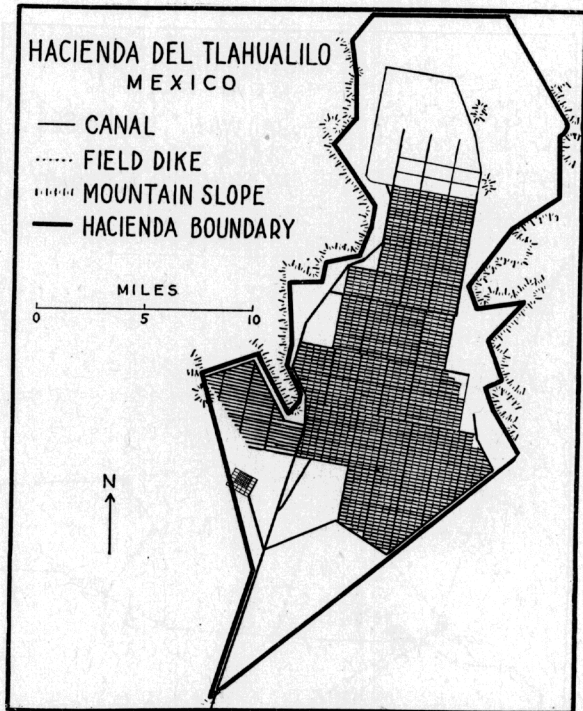 HACIENDA DEL TLAHUALILO
MEXICO
CANAL
FIELD DIKE
MOUNTAIN SLOPE
HACIENDA BOUNDARY
MILES
0 5 10
N